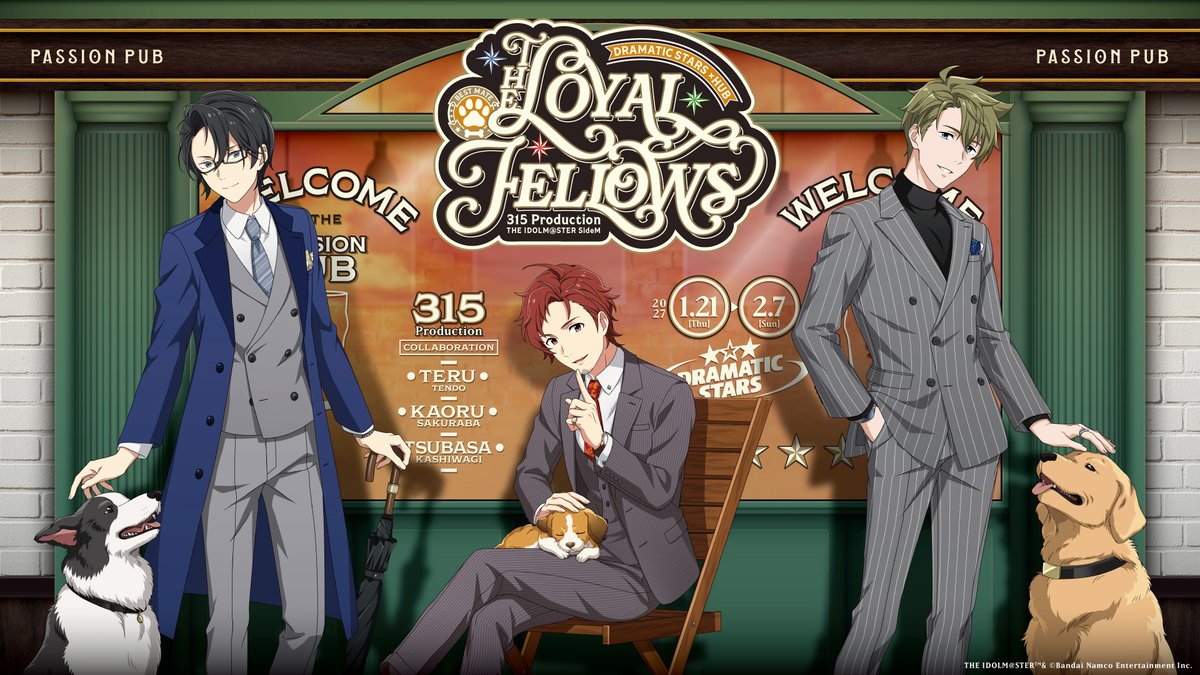 PASSION PUB
PASSION PUB
DRAMATIC STARS ×HUB
BEST MATE
THE LOYAL
FELLOWS
315 Production
THE IDOLM@STER SideM
WELCOME
THE
SION
UB
WELCOME
315
Production
COLLABORATION
•TERU•
TENDO
•KAORU•
SAKURABA
TSUBASA•
KASHIWAGI
2027
1.21
[Thu]
2.7
[Sun]
DRAMATIC
STARS
THE IDOLM@STER™& ©Bandai Namco Entertainment Inc.